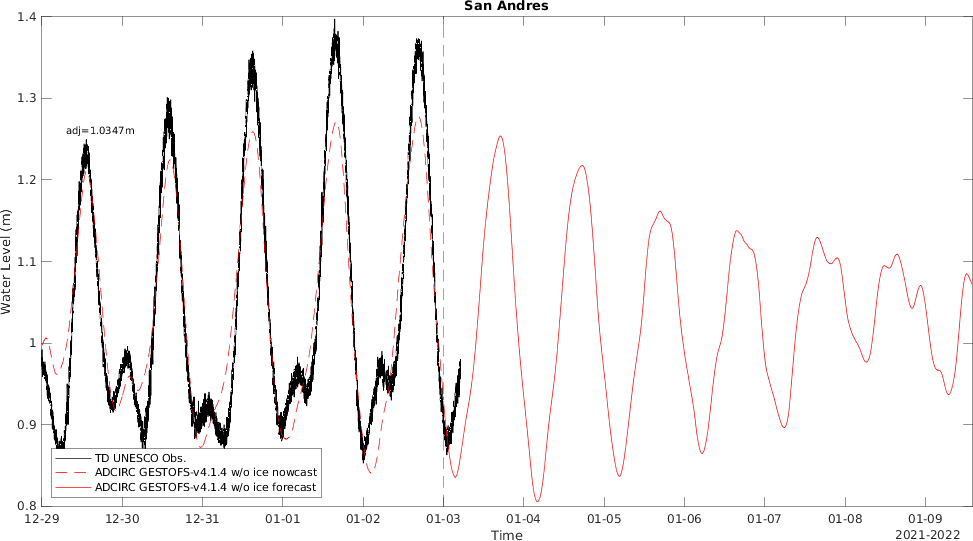 San Andres
1.4
1.3
1.2
1.1
1
0.9
0.8
Water Level (m)
adj=1.0347m
TD UNESCO Obs.
ADCIRC GESTOFS-v4.1.4 w/o ice nowcast
ADCIRC GESTOFS-v4.1.4 w/o ice forecast
12-29 12-30 12-31 01-01 01-02 01-03 01-04 01-05 01-06 01-07 01-08 01-09
Time
2021-2022